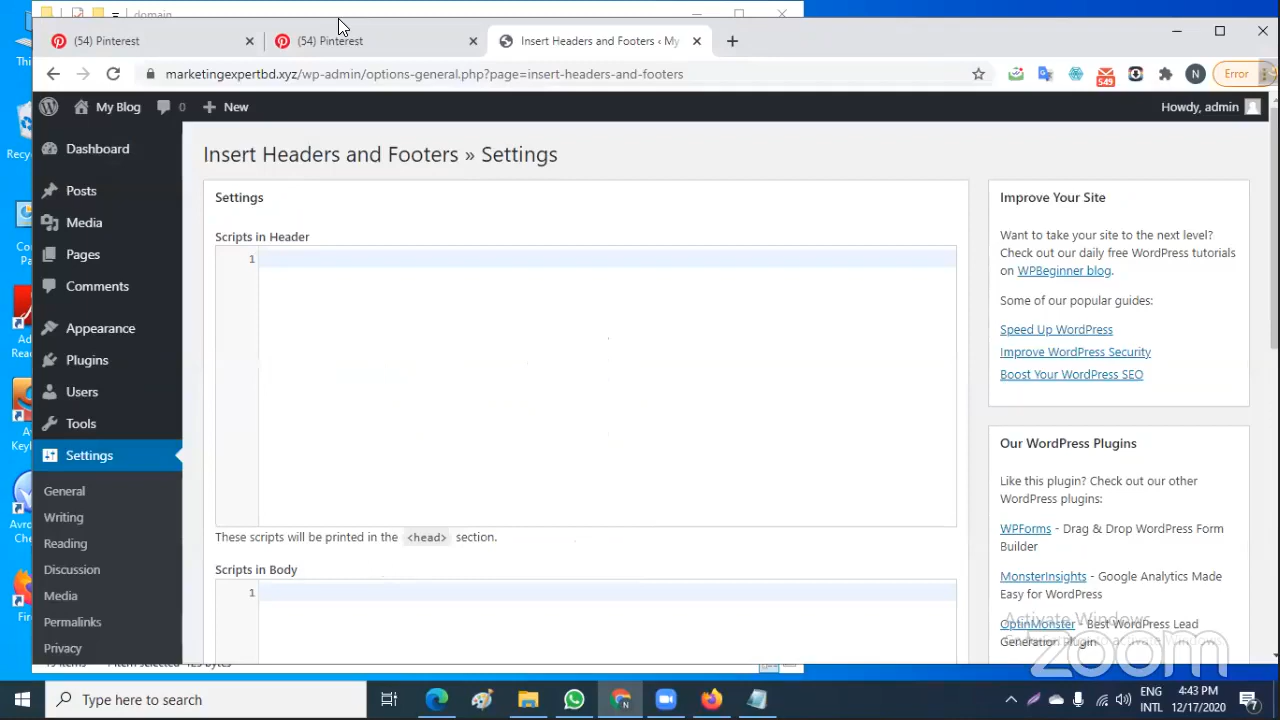 domain
(54) Pinterest
(54) Pinterest
Insert Headers and Footers ‹ My
marketingexpertbd.xyz/wp-admin/options-general.php?page=insert-headers-and-footers
549
N
Error
My Blog
0
New
Howdy, admin
Dashboard
Posts
Media
Pages
Comments
Appearance
Plugins
Users
Tools
Settings
General
Writing
Reading
Discussion
Media
Permalinks
Privacy
Insert Headers and Footers » Settings
Settings
Scripts in Header
1
These scripts will be printed in the <head> section.
Scripts in Body
1
Improve Your Site
Want to take your site to the next level?
Check out our daily free WordPress tutorials
on WPBeginner blog.
Some of our popular guides:
Speed Up WordPress
Improve WordPress Security
Boost Your WordPress SEO
Our WordPress Plugins
Like this plugin? Check out our other
WordPress plugins:
WPForms - Drag & Drop WordPress Form
Builder
MonsterInsights - Google Analytics Made
Easy for WordPress
OptinMonster - Best WordPress Lead
Generation Plugin
Activate Windows
zoom
Type here to search
N
ENG
INTL
4:43 PM
12/17/2020
7